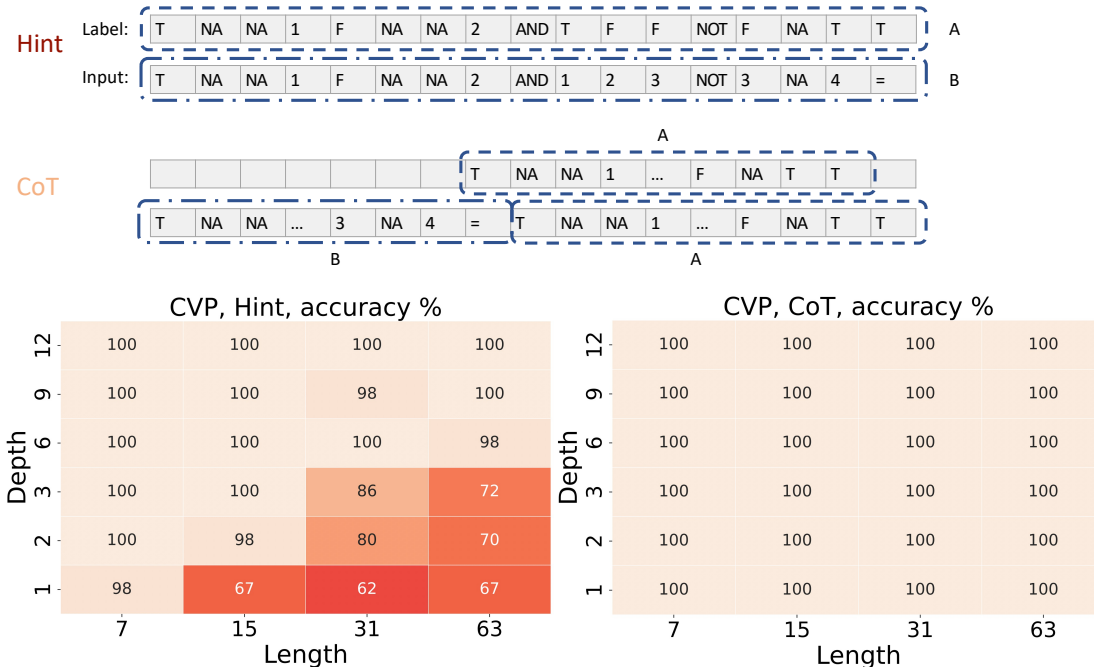 Hint
Label: T NA NA 1 F NA NA 2 AND T F F NOT F NA T T A
Input: T NA NA 1 F NA NA 2 AND 1 2 3 NOT 3 NA 4 = B
A
CoT
T NA NA 1 ... F NA T T
T NA NA ... 3 NA 4 = T NA NA 1 ... F NA T T
B A
CVP, Hint, accuracy %
Depth
12 100 100 100 100
9 100 100 98 100
6 100 100 100 98
3 100 100 86 72
2 100 98 80 70
1 98 67 62 67
7 15 31 63
Length
CVP, CoT, accuracy %
Depth
12 100 100 100 100
9 100 100 100 100
6 100 100 100 100
3 100 100 100 100
2 100 100 100 100
1 100 100 100 100
7 15 31 63
Length